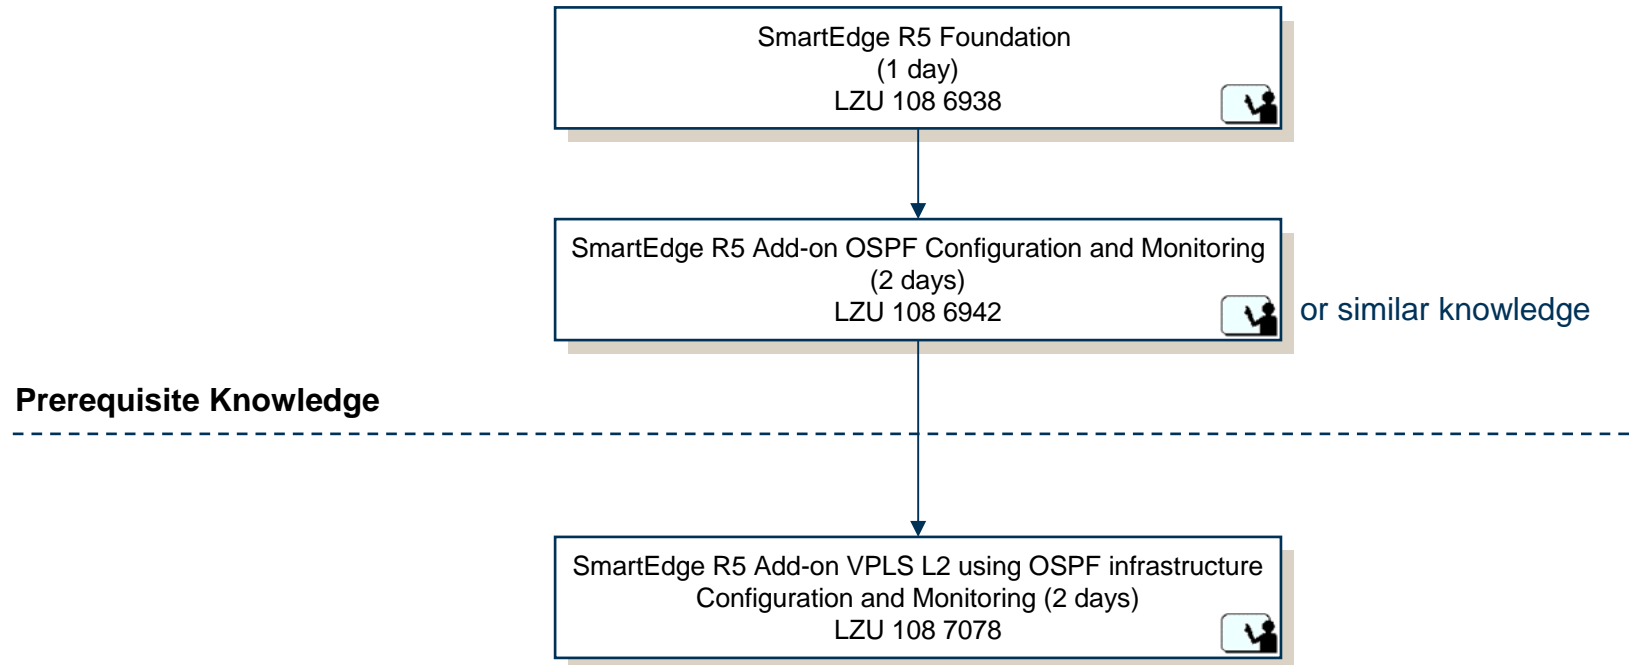 SmartEdge R5 Foundation
(1 day)
LZU 108 6938
SmartEdge R5 Add-on OSPF Configuration and Monitoring
(2 days)
LZU 108 6942
or similar knowledge
Prerequisite Knowledge
SmartEdge R5 Add-on VPLS L2 using OSPF infrastructure
Configuration and Monitoring (2 days)
LZU 108 7078